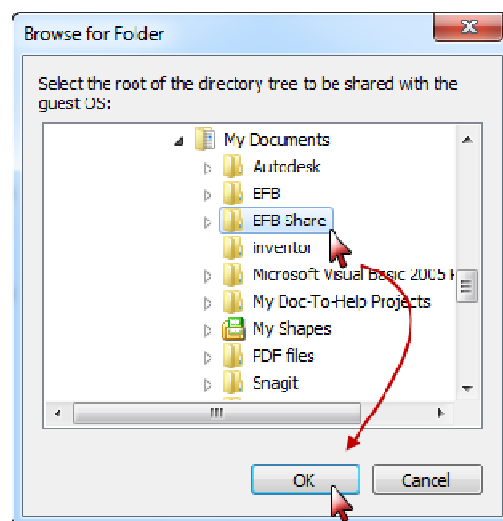 Browse for Folder
Select the root of the directory tree to be shared with the
guest OS:
My Documents
Autodesk
EFB
EFB Share
inventor
Microsoft Visual Basic 2005
My Doc-To-Help Projects
My Shapes
PDF files
Snagit
OK
Cancel